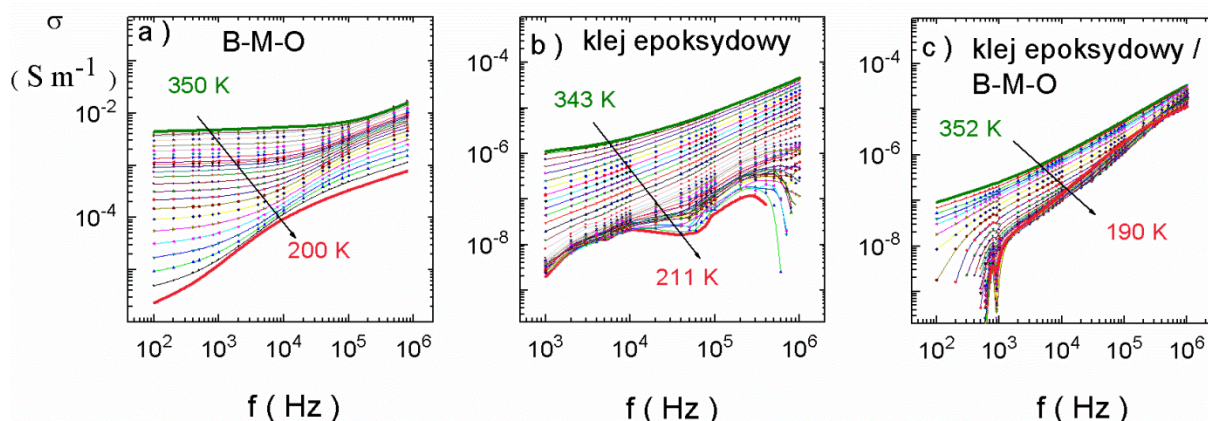 σ
( S m⁻¹ )
a ) B-M-O
10⁻²
10⁻⁴
350 K
200 K
10² 10³ 10⁴ 10⁵ 10⁶
f ( Hz )
b ) klej epoksydowy
10⁻⁴
10⁻⁶
10⁻⁸
343 K
211 K
10³ 10⁴ 10⁵ 10⁶
f ( Hz )
c ) klej epoksydowy /
B-M-O
10⁻⁴
10⁻⁶
10⁻⁸
352 K
190 K
10² 10³ 10⁴ 10⁵ 10⁶
f ( Hz )